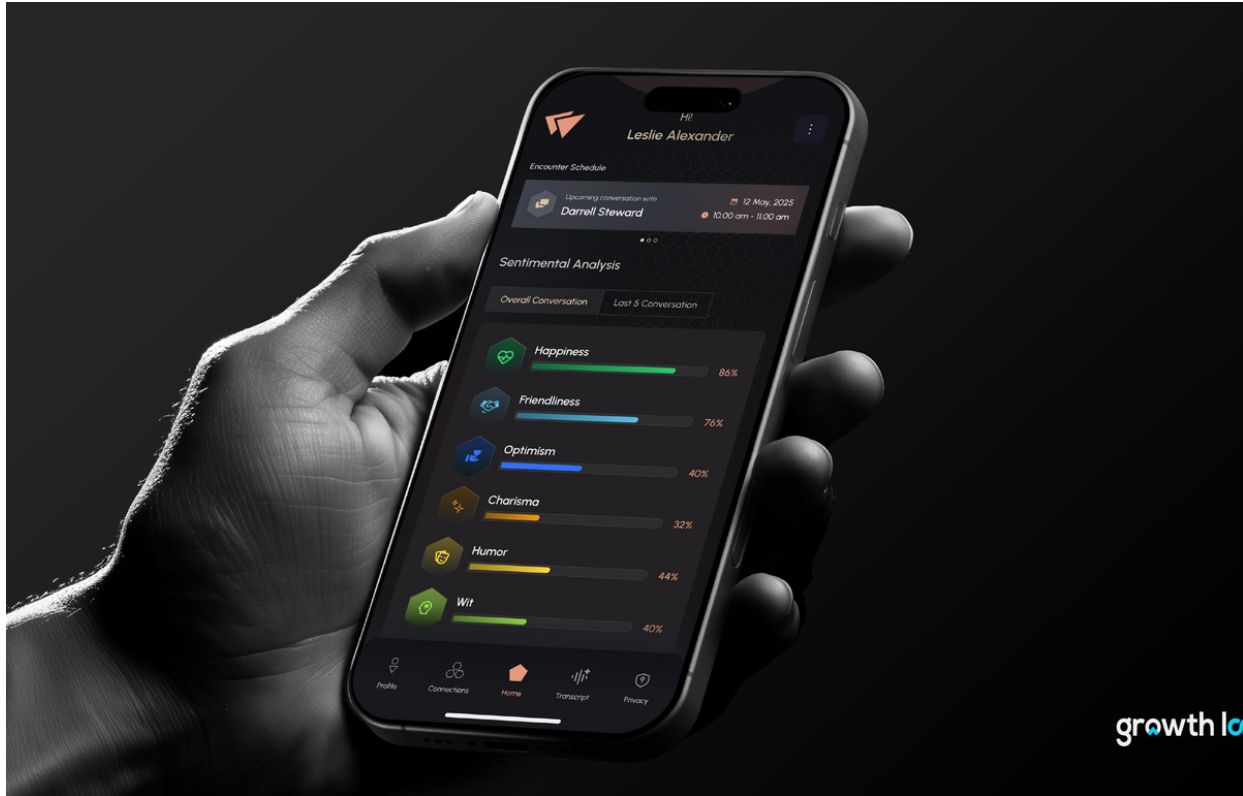 Hi!
Leslie Alexander
Encounter Schedule
Upcoming conversation with
Darrell Steward
12 May, 2025
10:00 am - 11:00 am
Sentimental Analysis
Overall Conversation
Last 5 Conversation
Happiness
86%
Friendliness
76%
Optimism
40%
Charisma
32%
Humor
44%
Wit
40%
Profile
Connections
Home
Transcript
Privacy
growth lo